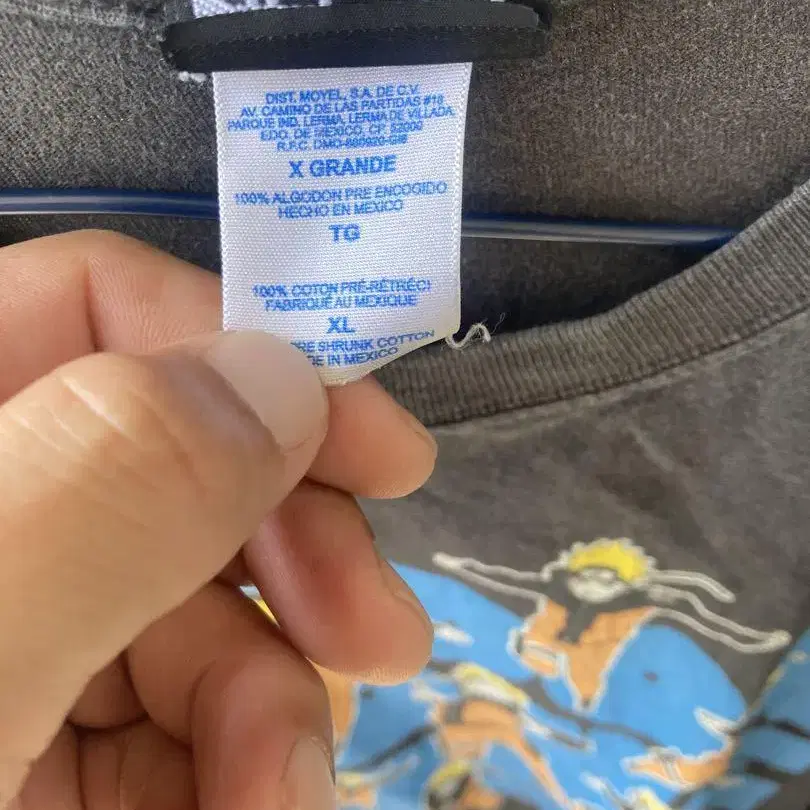 DIST. MOYEL, S.A. DE C.V.
AV. CAMINO DE LAS PARTIDAS #18
PARQUE IND. LERMA, LERMA DE VILLADA
EDO. DE MEXICO, CP. 52000
R.F.C.
X GRANDE
100% ALGODON PRE ENCOGIDO
HECHO EN MEXICO
TG
100% COTON PRÉ-RÉTRÉCI
FABRIQUÉ AU MEXIQUE
XL
RE SHRUNK COTTON
DE IN MEXICO